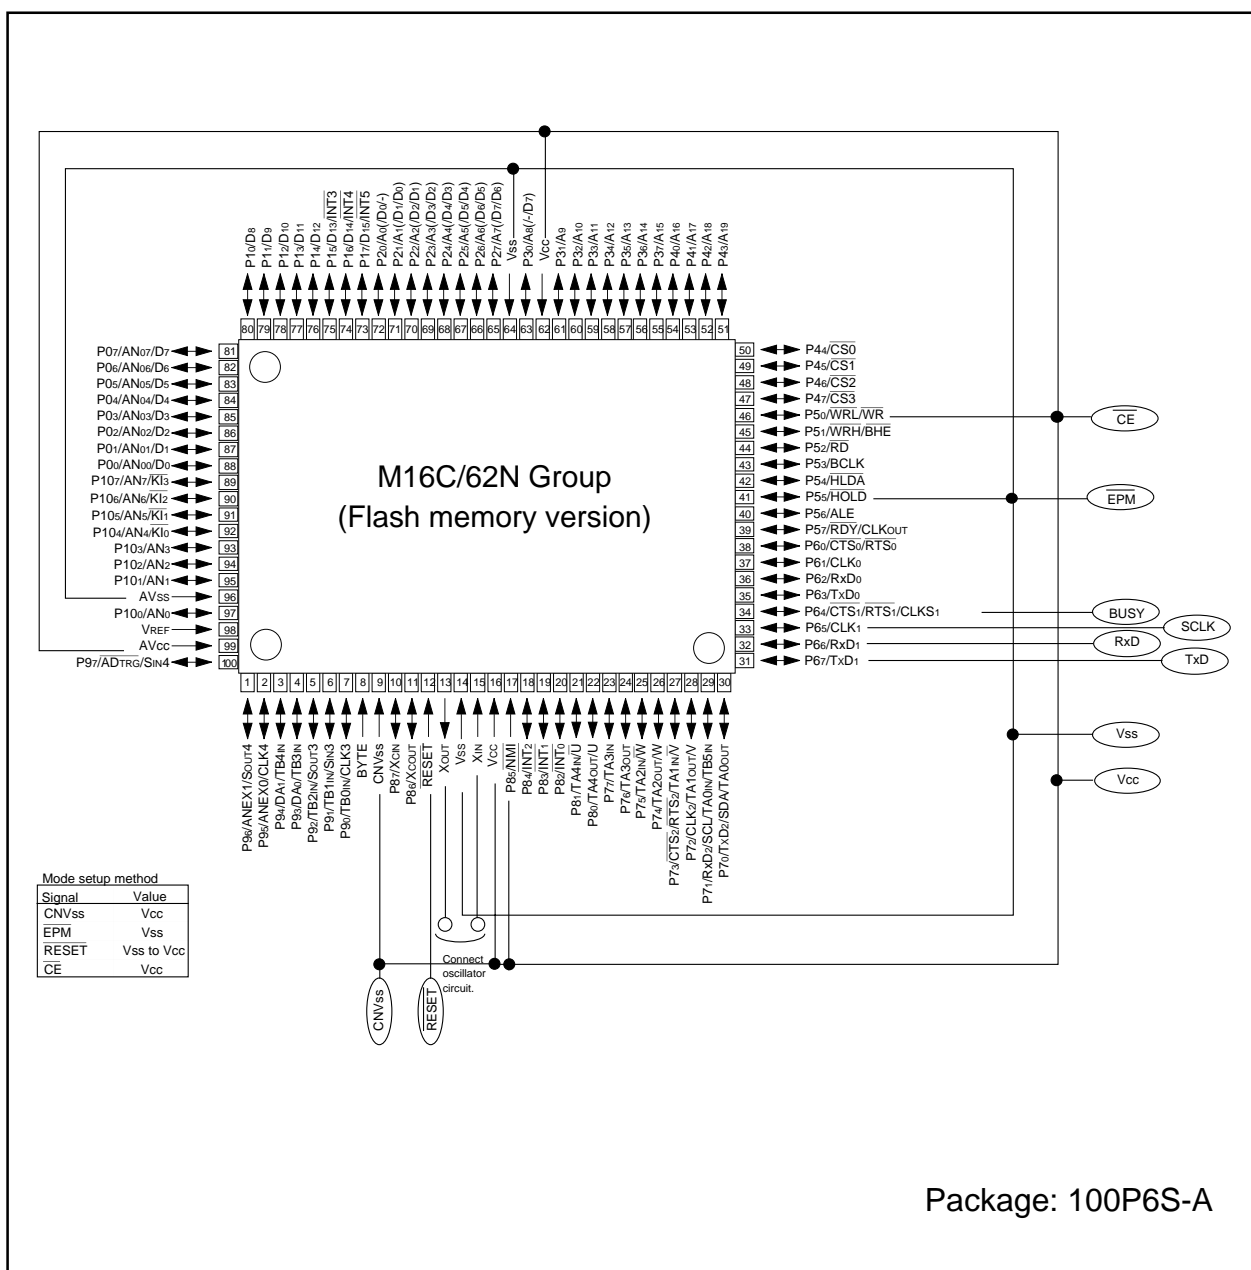 P10/D8
P11/D9
P12/D10
P13/D11
P14/D12
P15/D13/INT3
P16/D14/INT4
P17/D15/INT5
P20/A0(/D0/-)
P21/A1(/D1/D0)
P22/A2(/D2/D1)
P23/A3(/D3/D2)
P24/A4(/D4/D3)
P25/A5(/D5/D4)
P26/A6(/D6/D5)
P27/A7(/D7/D6)
Vss
P30/A8(/-/D7)
Vcc
P31/A9
P32/A10
P33/A11
P34/A12
P35/A13
P36/A14
P37/A15
P40/A16
P41/A17
P42/A18
P43/A19
80 79 78 77 76 75 74 73 72 71 70 69 68 67 66 65 64 63 62 61 60 59 58 57 56 55 54 53 52 51
P07/AN07/D7 81
P06/AN06/D6 82
P05/AN05/D5 83
P04/AN04/D4 84
P03/AN03/D3 85
P02/AN02/D2 86
P01/AN01/D1 87
P00/AN00/D0 88
P107/AN7/KI3 89
P106/AN6/KI2 90
P105/AN5/KI1 91
P104/AN4/KI0 92
P103/AN3 93
P102/AN2 94
P101/AN1 95
AVSS 96
P100/AN0 97
VREF 98
AVcc 99
P97/ADTRG/SIN4 100
M16C/62N Group
(Flash memory version)
50 P44/CS0
49 P45/CS1
48 P46/CS2
47 P47/CS3
46 P50/WRL/WR CE
45 P51/WRH/BHE
44 P52/RD
43 P53/BCLK
42 P54/HLDA
41 P55/HOLD EPM
40 P56/ALE
39 P57/RDY/CLKOUT
38 P60/CTS0/RTS0
37 P61/CLK0
36 P62/RxD0
35 P63/TxD0
34 P64/CTS1/RTS1/CLKS1 BUSY
33 P65/CLK1 SCLK
32 P66/RxD1 RxD
31 P67/TxD1 TxD
Vss
Vcc
1 2 3 4 5 6 7 8 9 10 11 12 13 14 15 16 17 18 19 20 21 22 23 24 25 26 27 28 29 30
P96/ANEX1/SOUT4
P95/ANEX0/CLK4
P94/DA1/TB4IN
P93/DA0/TB3IN
P92/TB2IN/SOUT3
P91/TB1IN/SIN3
P90/TB0IN/CLK3
BYTE
CNVss
P87/XCIN
P86/XCOUT
RESET
XOUT
VSS
XIN
VCC
P85/NMI
P84/INT2
P83/INT1
P82/INT0
P81/TA4IN/U
P80/TA4OUT/U
P77/TA3IN
P76/TA3OUT
P75/TA2IN/W
P74/TA2OUT/W
P73/CTS2/RTS2/TA1IN/V
P72/CLK2/TA1OUT/V
P71/RxD2/SCL/TA0IN/TB5IN
P70/TxD2/SDA/TA0OUT
Connect
oscillator
circuit.
CNVss
RESET
Mode setup method
Signal Value
CNVss Vcc
EPM Vss
RESET Vss to Vcc
CE Vcc
Package: 100P6S-A